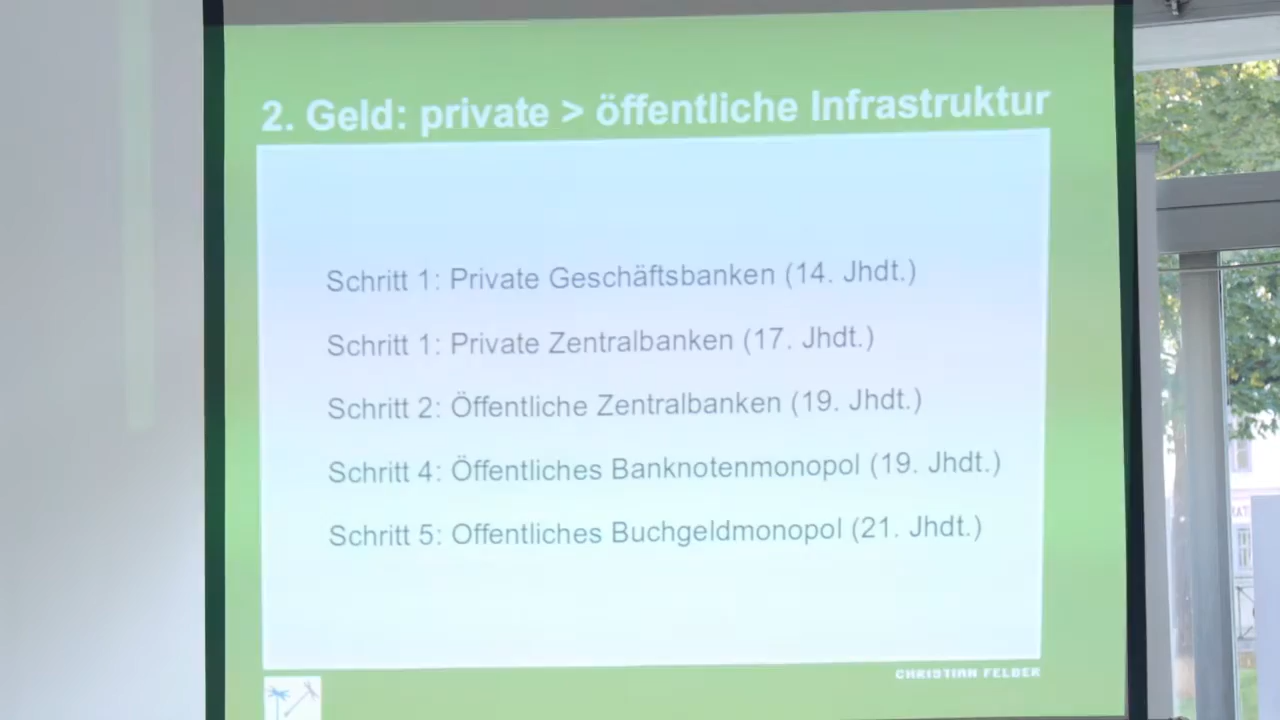 2. Geld: private > öffentliche Infrastruktur
Schritt 1: Private Geschäftsbanken (14. Jhdt.)
Schritt 1: Private Zentralbanken (17. Jhdt.)
Schritt 2: Öffentliche Zentralbanken (19. Jhdt.)
Schritt 4: Öffentliches Banknotenmonopol (19. Jhdt.)
Schritt 5: Offentliches Buchgeldmonopol (21. Jhdt.)
CHRISTIAN FELBER